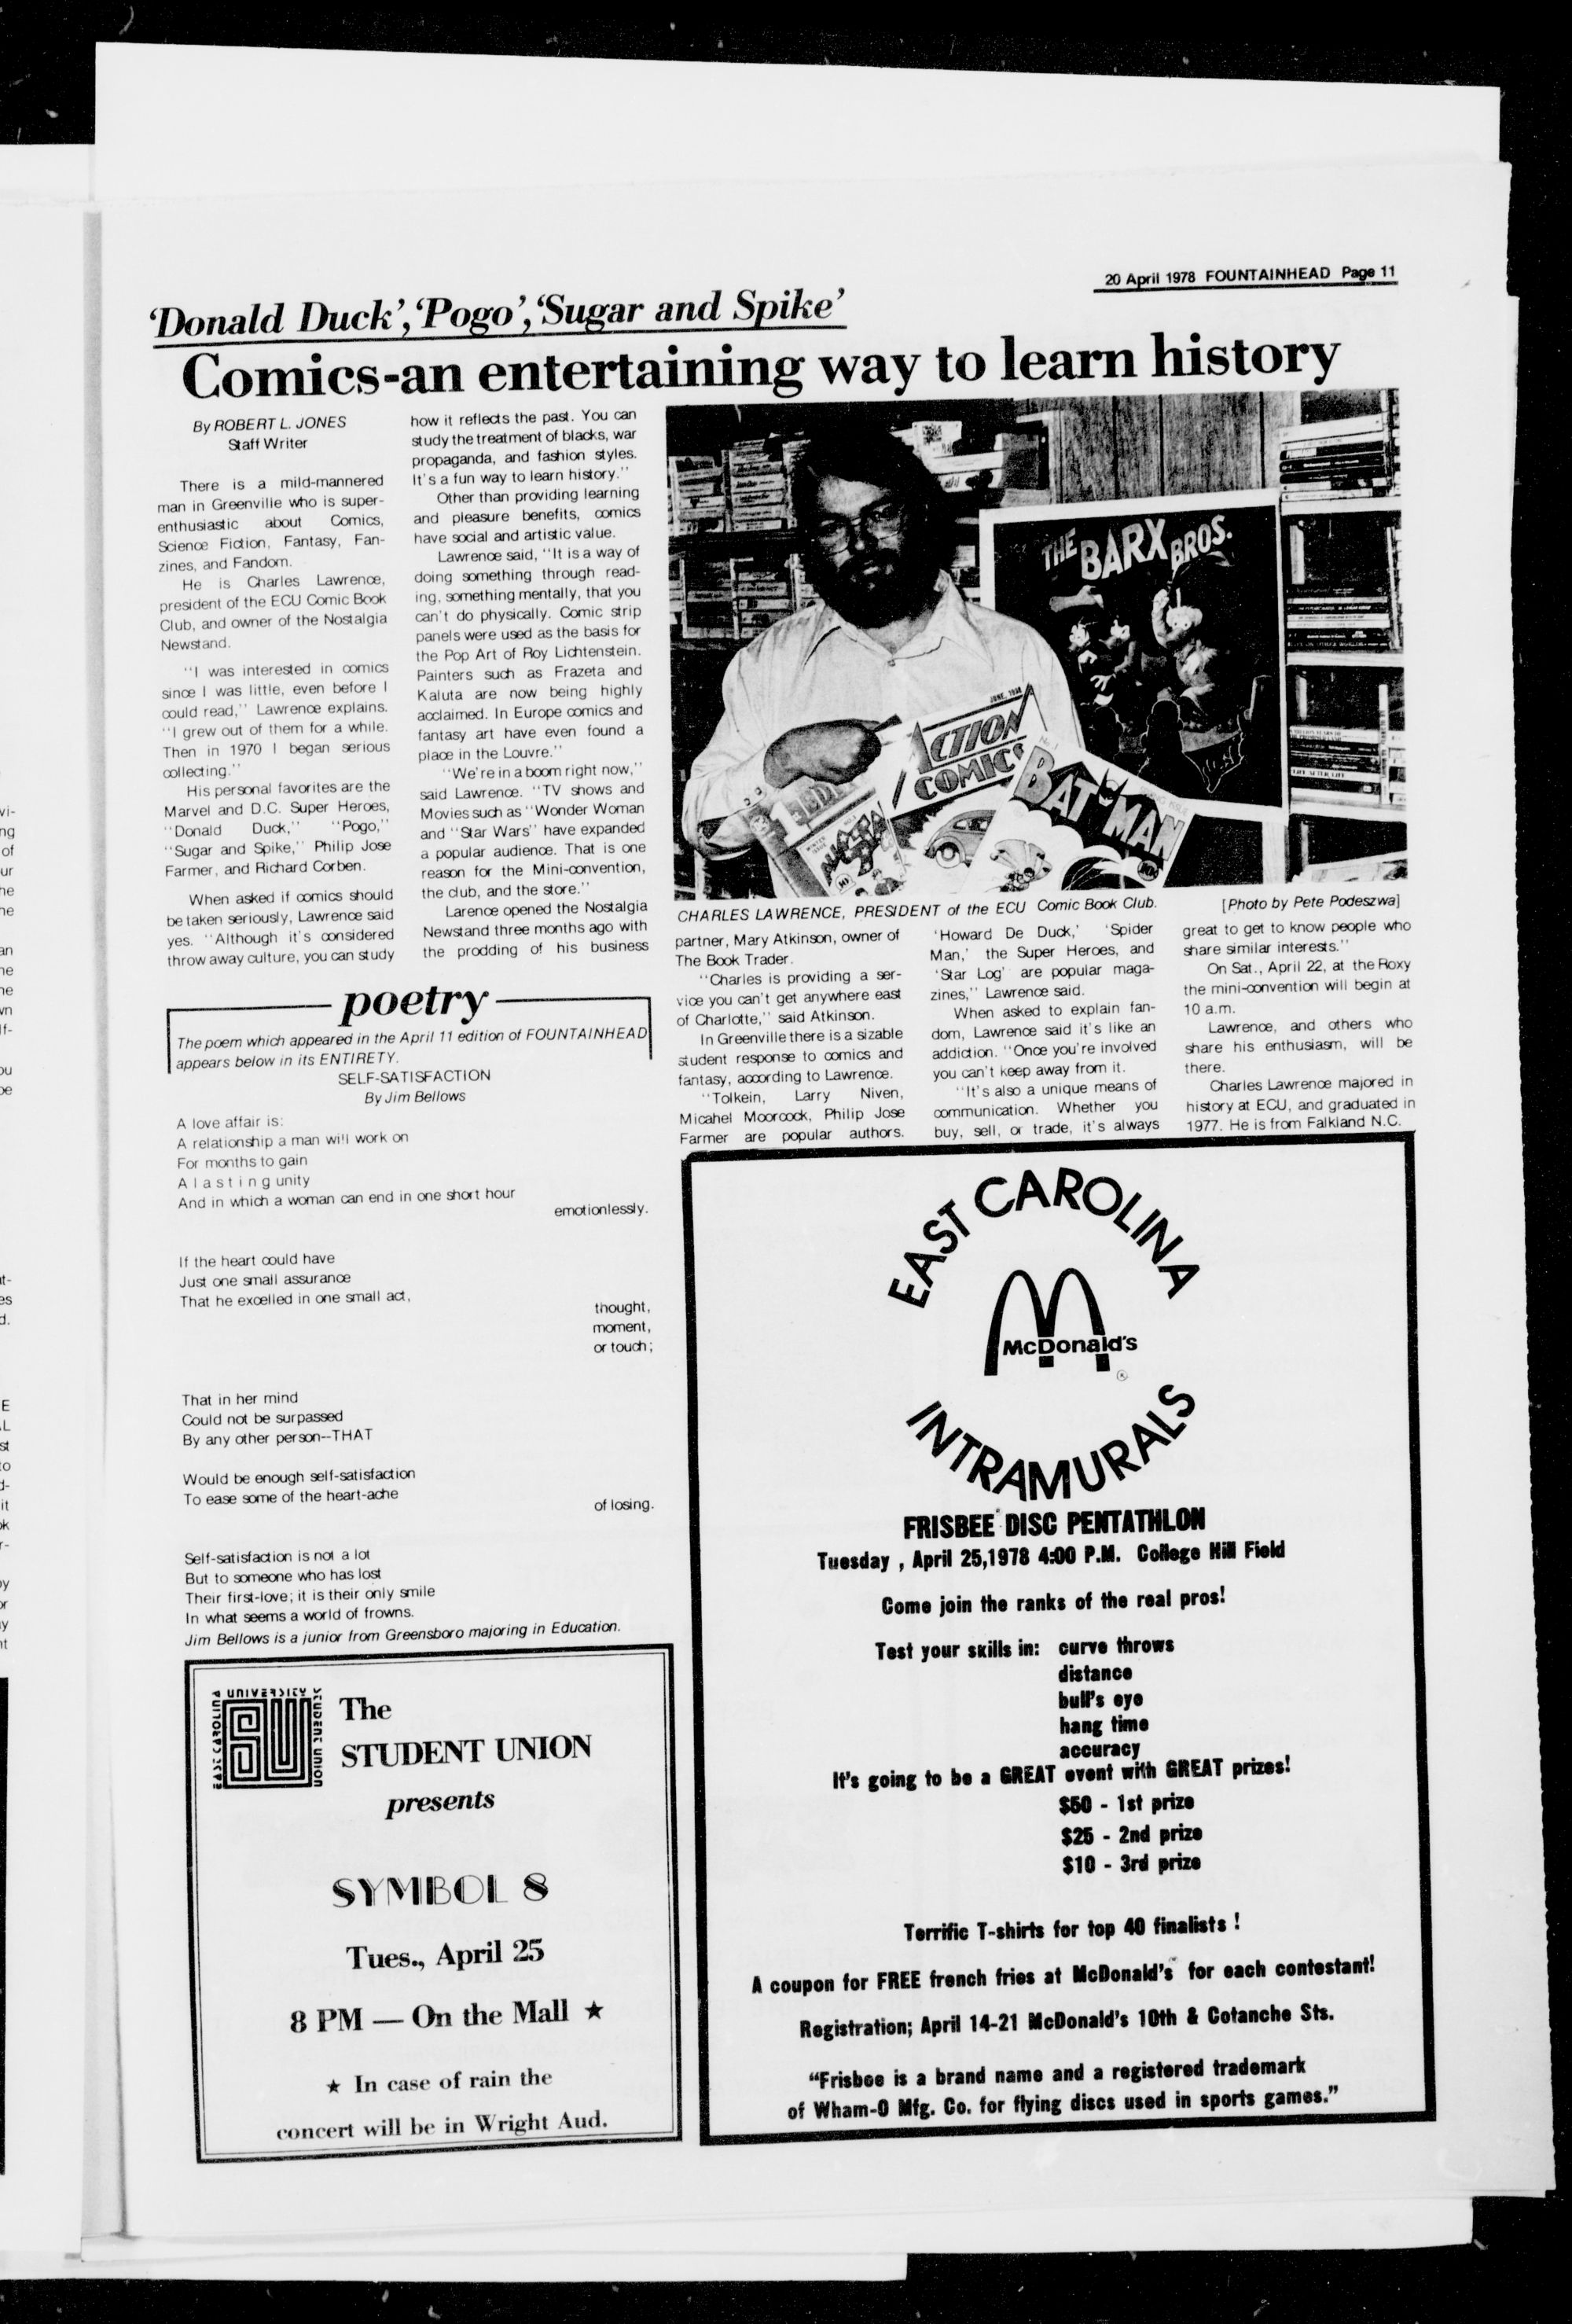 20 April 1978 FOUNTAINHEAD Page 11
'Donald Duck', 'Pogo', 'Sugar and Spike'
Comics-an entertaining way to learn history
By ROBERT L. JONES
Staff Writer
There is a mild-mannered
man in Greenville who is super-
enthusiastic about Comics,
Science Fiction, Fantasy, Fan-
zines, and Fandom.
He is Charles Lawrence,
president of the ECU Comic Book
Club, and owner of the Nostalgia
Newstand.
"I was interested in comics
since I was little, even before I
could read," Lawrence explains.
"I grew out of them for a while.
Then in 1970 I began serious
collecting."
His personal favorites are the
Marvel and D.C. Super Heroes,
"Donald Duck," "Pogo,"
"Sugar and Spike," Philip Jose
Farmer, and Richard Corben.
When asked if comics should
be taken seriously, Lawrence said
yes. "Although it's considered
throw away culture, you can study
how it reflects the past. You can
study the treatment of blacks, war
propaganda, and fashion styles.
It's a fun way to learn history."
Other than providing learning
and pleasure benefits, comics
have social and artistic value.
Lawrence said, "It is a way of
doing something through read-
ing, something mentally, that you
can't do physically. Comic strip
panels were used as the basis for
the Pop Art of Roy Lichtenstein.
Painters such as Frazeta and
Kaluta are now being highly
acclaimed. In Europe comics and
fantasy art have even found a
place in the Louvre."
"We're in a boom right now,"
said Lawrence. "TV shows and
Movies such as "Wonder Woman
and "Star Wars" have expanded
a popular audience. That is one
reason for the Mini-convention,
the club, and the store."
Larence opened the Nostalgia
Newstand three months ago with
the prodding of his business
THE BARX BROS.
JUNE, 1938
ACTION
COMICS
BATMAN
CHARLES LAWRENCE, PRESIDENT of the ECU Comic Book Club.
[Photo by Pete Podeszwa]
partner, Mary Atkinson, owner of
The Book Trader.
"Charles is providing a ser-
vice you can't get anywhere east
of Charlotte," said Atkinson.
In Greenville there is a sizable
student response to comics and
fantasy, according to Lawrence.
"Tolkein, Larry Niven,
Micahel Moorcock, Philip Jose
Farmer are popular authors.
'Howard De Duck,' 'Spider
Man,' the Super Heroes, and
'Star Log' are popular maga-
zines," Lawrence said.
When asked to explain fan-
dom, Lawrence said it's like an
addiction. "Once you're involved
you can't keep away from it.
"It's also a unique means of
communication. Whether you
buy, sell, or trade, it's always
great to get to know people who
share similar interests."
On Sat., April 22, at the Roxy
the mini-convention will begin at
10 a.m.
Lawrence, and others who
share his enthusiasm, will be
there.
Charles Lawrence majored in
history at ECU, and graduated in
1977. He is from Falkland N.C.
poetry
The poem which appeared in the April 11 edition of FOUNTAINHEAD
appears below in its ENTIRETY.
SELF-SATISFACTION
By Jim Bellows
A love affair is:
A relationship a man will work on
For months to gain
A l a s t i n g unity
And in which a woman can end in one short hour
emotionlessly.
If the heart could have
Just one small assurance
That he excelled in one small act,
thought,
moment,
or touch;
That in her mind
Could not be surpassed
By any other person--THAT
Would be enough self-satisfaction
To ease some of the heart-ache
of losing.
Self-satisfaction is not a lot
But to someone who has lost
Their first-love; it is their only smile
In what seems a world of frowns.
Jim Bellows is a junior from Greensboro majoring in Education.
EAST CAROLINA UNIVERSITY STUDENT UNION
The
STUDENT UNION
presents
SYMBOL 8
Tues., April 25
8 PM — On the Mall ★
★ In case of rain the
concert will be in Wright Aud.
EAST CAROLINA
McDonald's
®
INTRAMURALS
FRISBEE DISC PENTATHLON
Tuesday , April 25,1978 4:00 P.M. College Hill Field
Come join the ranks of the real pros!
Test your skills in: curve throws
distance
bull's eye
hang time
accuracy
It's going to be a GREAT event with GREAT prizes!
$50 - 1st prize
$25 - 2nd prize
$10 - 3rd prize
Terrific T-shirts for top 40 finalists !
A coupon for FREE french fries at McDonald's for each contestant!
Registration; April 14-21 McDonald's 10th & Cotanche Sts.
"Frisbee is a brand name and a registered trademark
of Wham-O Mfg. Co. for flying discs used in sports games."